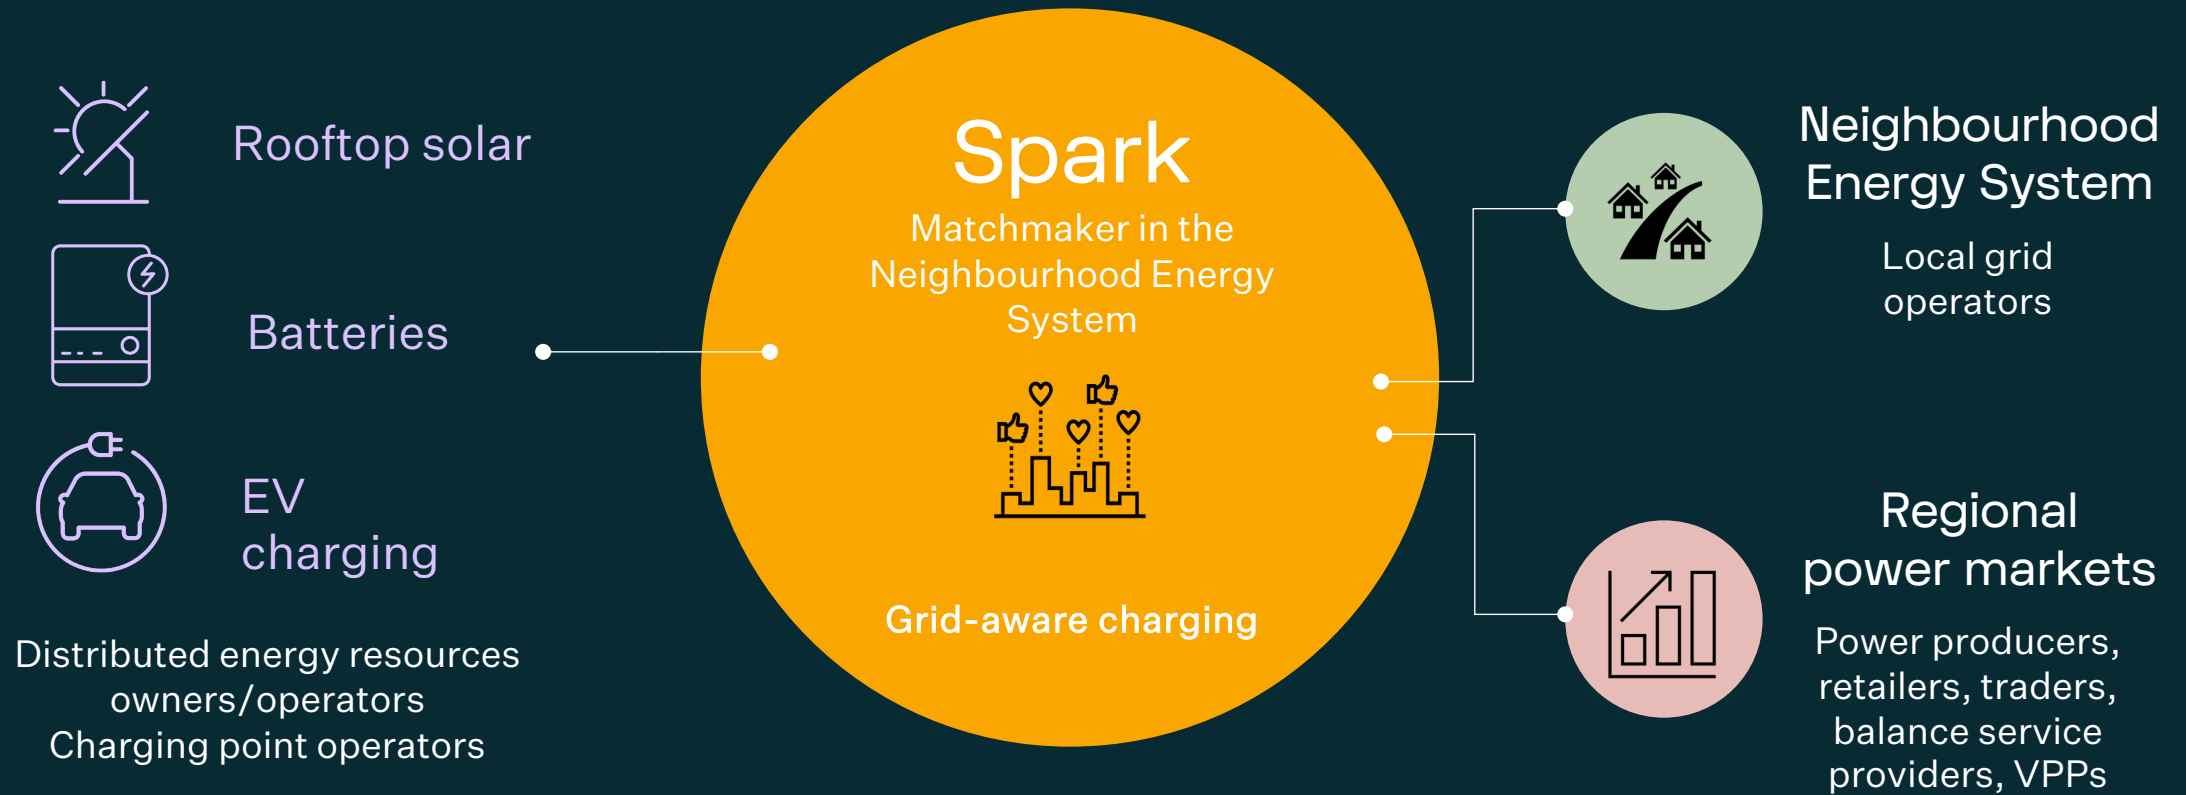 Rooftop solar
Batteries
EV
charging
Distributed energy resources
owners/operators
Charging point operators
Spark
Matchmaker in the
Neighbourhood Energy
System
Grid-aware charging
Neighbourhood
Energy System
Local grid
operators
Regional
power markets
Power producers,
retailers, traders,
balance service
providers, VPPs